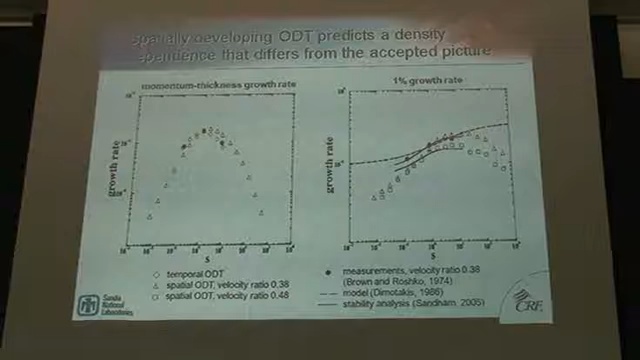 spatially developing ODT predicts a density
dependence that differs from the accepted picture
momentum-thickness growth rate
1% growth rate
growth rate
growth rate
s
s
temporal ODT
spatial ODT, velocity ratio 0.38
spatial ODT, velocity ratio 0.48
measurements, velocity ratio 0.38
(Brown and Roshko, 1974)
model (Dimotakis, 1986)
stability analysis (Sandham, 2005)
Sandia
National
Laboratories
CRF